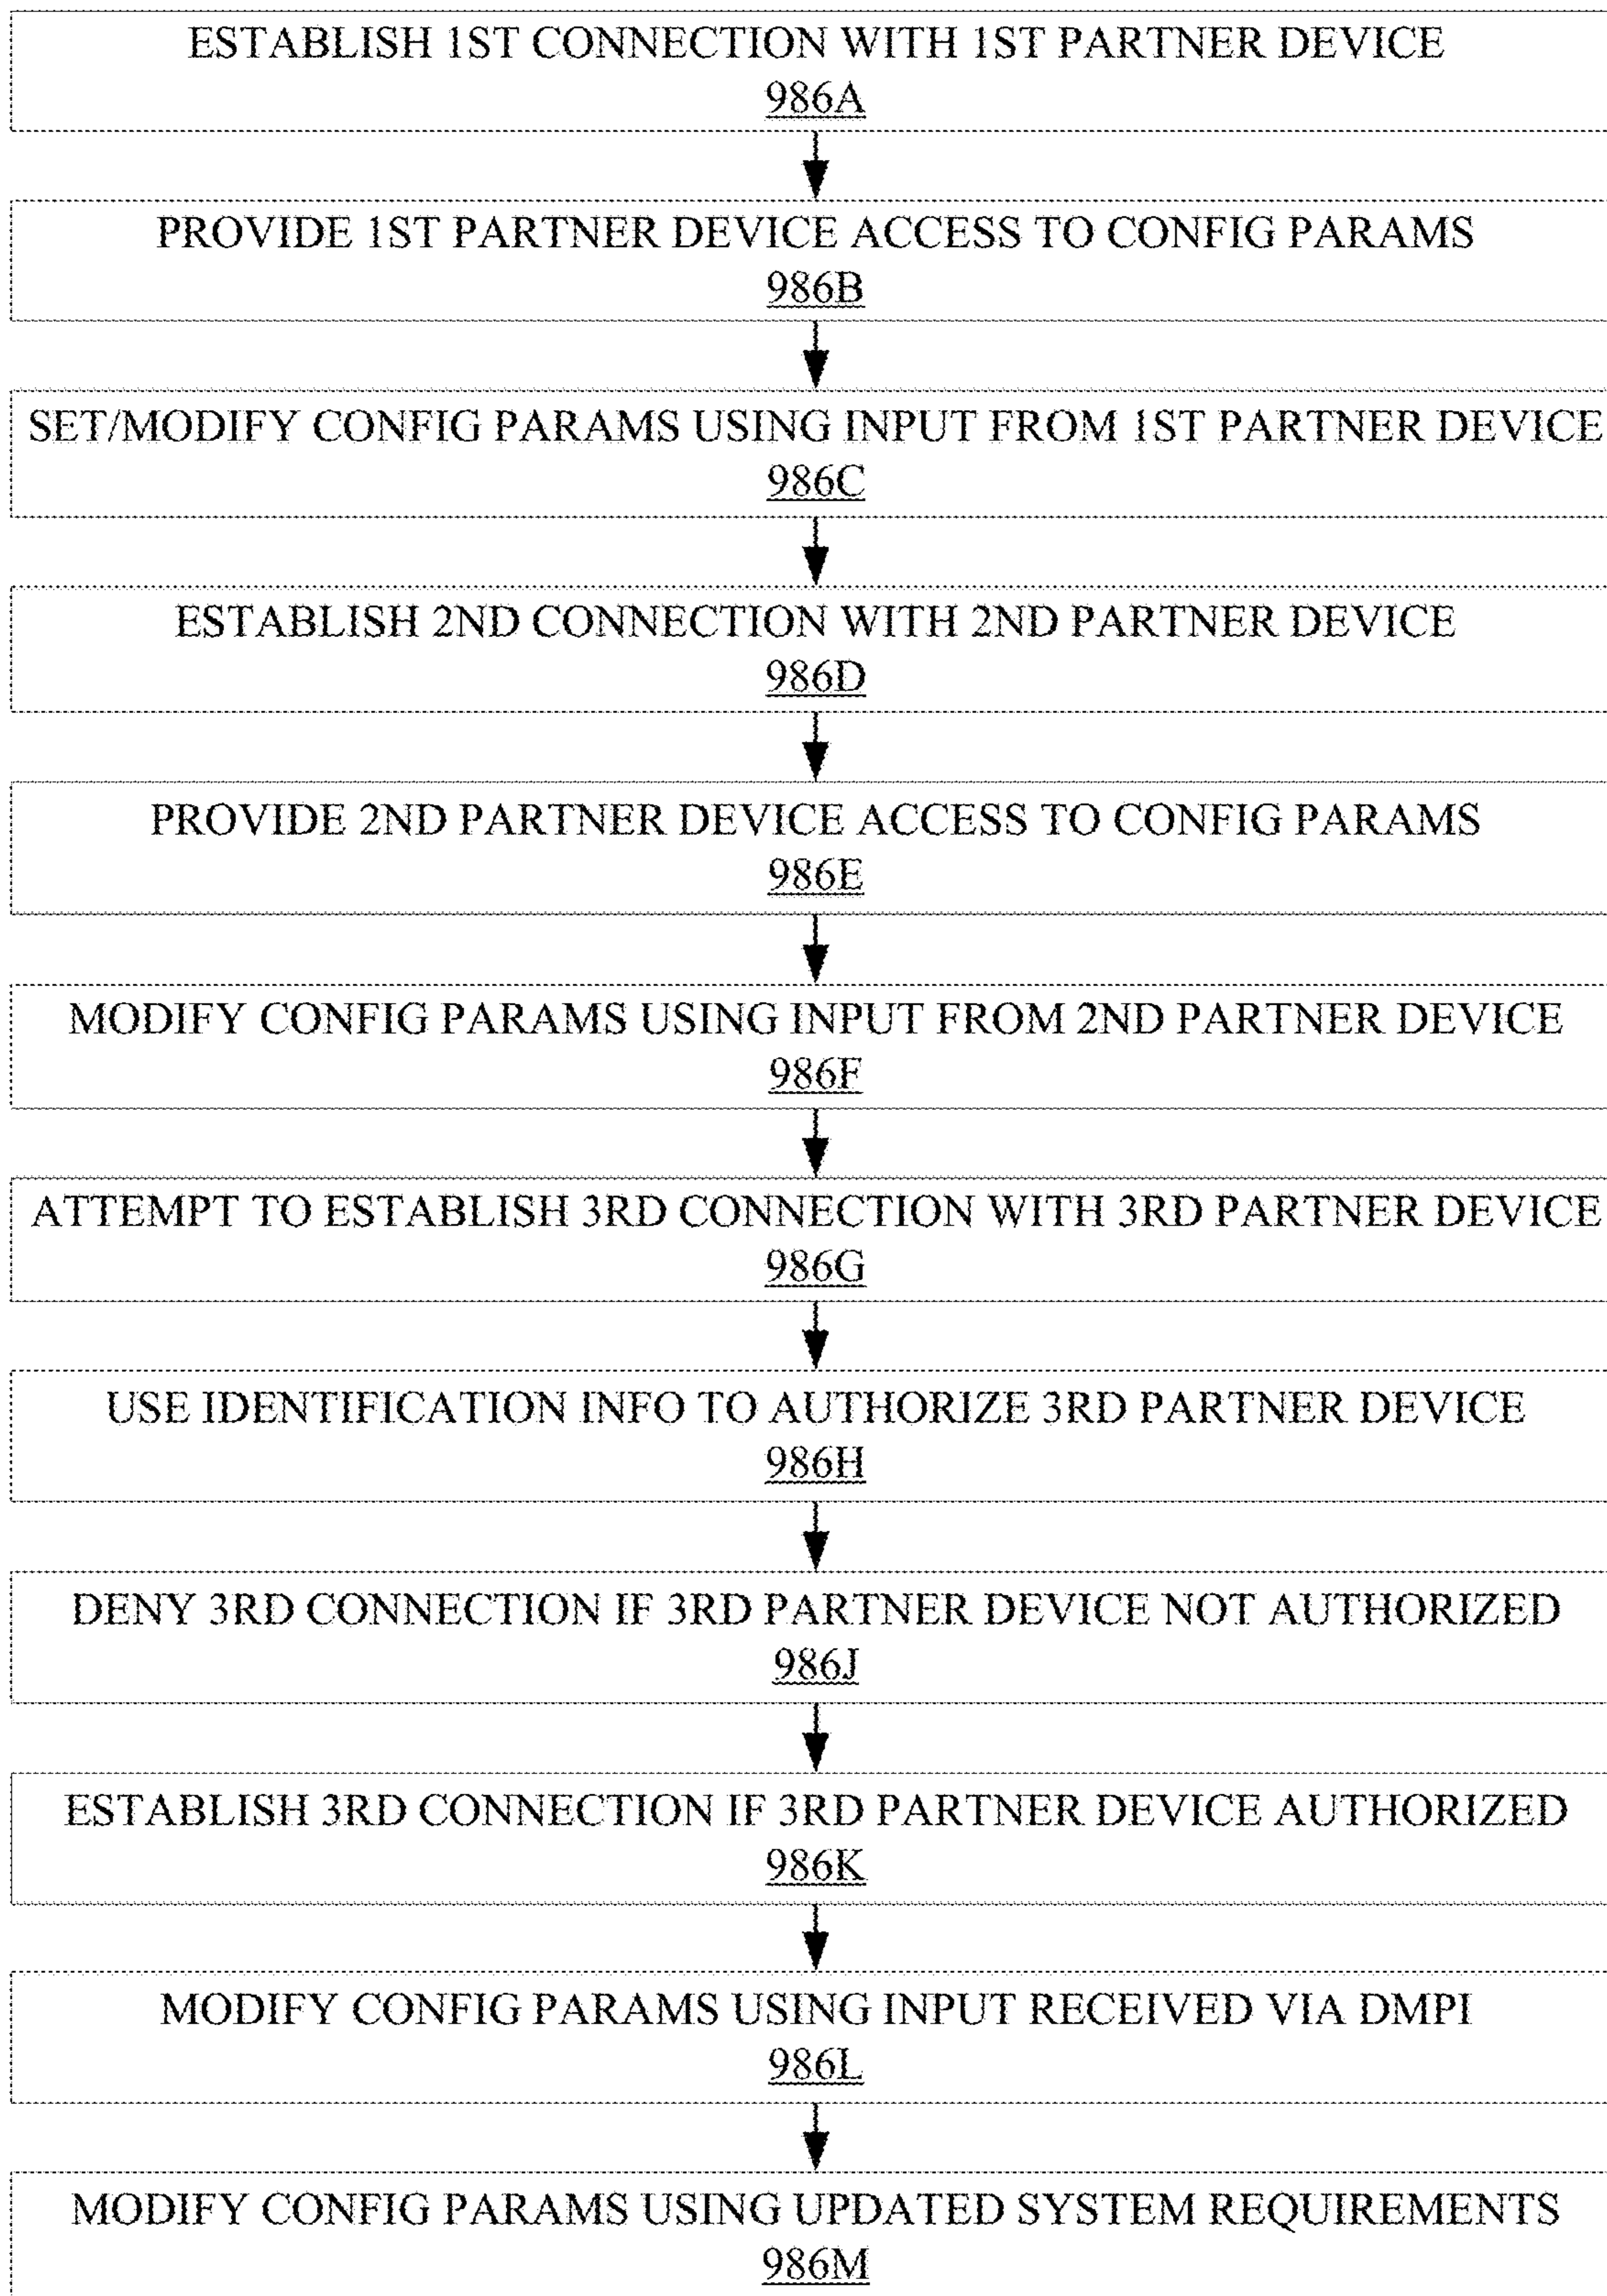 ESTABLISH 1ST CONNECTION WITH 1ST PARTNER DEVICE
986A
PROVIDE 1ST PARTNER DEVICE ACCESS TO CONFIG PARAMS
986B
SET/MODIFY CONFIG PARAMS USING INPUT FROM 1ST PARTNER DEVICE
986C
ESTABLISH 2ND CONNECTION WITH 2ND PARTNER DEVICE
986D
PROVIDE 2ND PARTNER DEVICE ACCESS TO CONFIG PARAMS
986E
MODIFY CONFIG PARAMS USING INPUT FROM 2ND PARTNER DEVICE
986F
ATTEMPT TO ESTABLISH 3RD CONNECTION WITH 3RD PARTNER DEVICE
986G
USE IDENTIFICATION INFO TO AUTHORIZE 3RD PARTNER DEVICE
986H
DENY 3RD CONNECTION IF 3RD PARTNER DEVICE NOT AUTHORIZED
986J
ESTABLISH 3RD CONNECTION IF 3RD PARTNER DEVICE AUTHORIZED
986K
MODIFY CONFIG PARAMS USING INPUT RECEIVED VIA DMPI
986L
MODIFY CONFIG PARAMS USING UPDATED SYSTEM REQUIREMENTS
986M